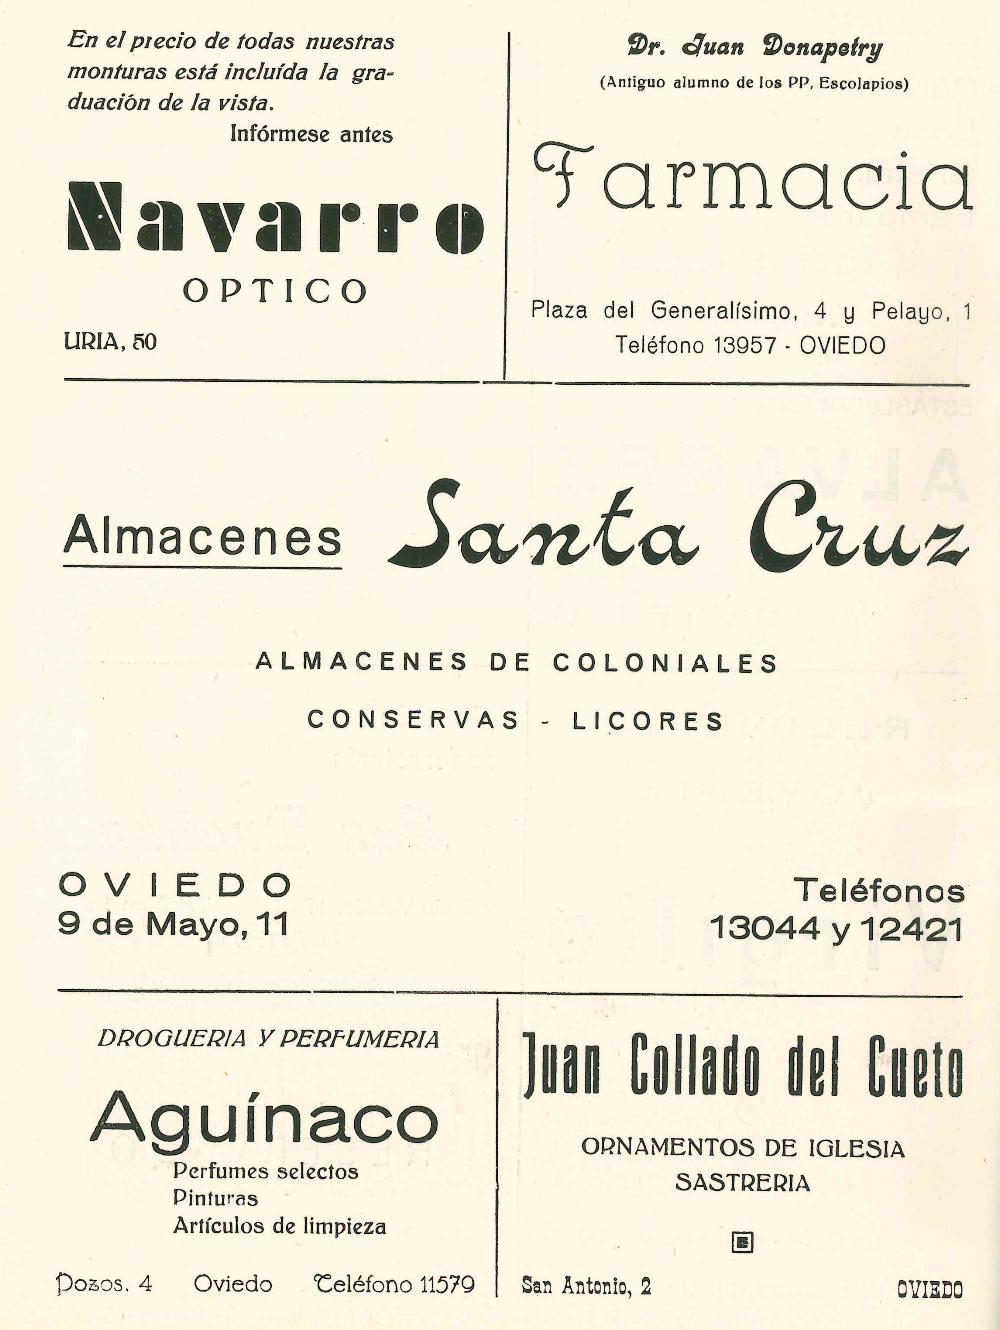 En el precio de todas nuestras
monturas está incluída la gra-
duación de la vista.
Infórmese antes
Navarro
OPTICO
URIA, 50
Dr. Juan Donapetry
(Antiguo alumno de los PP. Escolapios)
Farmacia
Plaza del Generalísimo, 4 y Pelayo, 1
Teléfono 13957 - OVIEDO
Almacenes Santa Cruz
ALMACENES DE COLONIALES
CONSERVAS - LICORES
OVIEDO
9 de Mayo, 11
Teléfonos
13044 y 12421
DROGUERIA Y PERFUMERIA
Aguínaco
Perfumes selectos
Pinturas
Artículos de limpieza
Pozos, 4 Oviedo Teléfono 11579
Juan Collado del Cueto
ORNAMENTOS DE IGLESIA
SASTRERIA
San Antonio, 2 OVIEDO